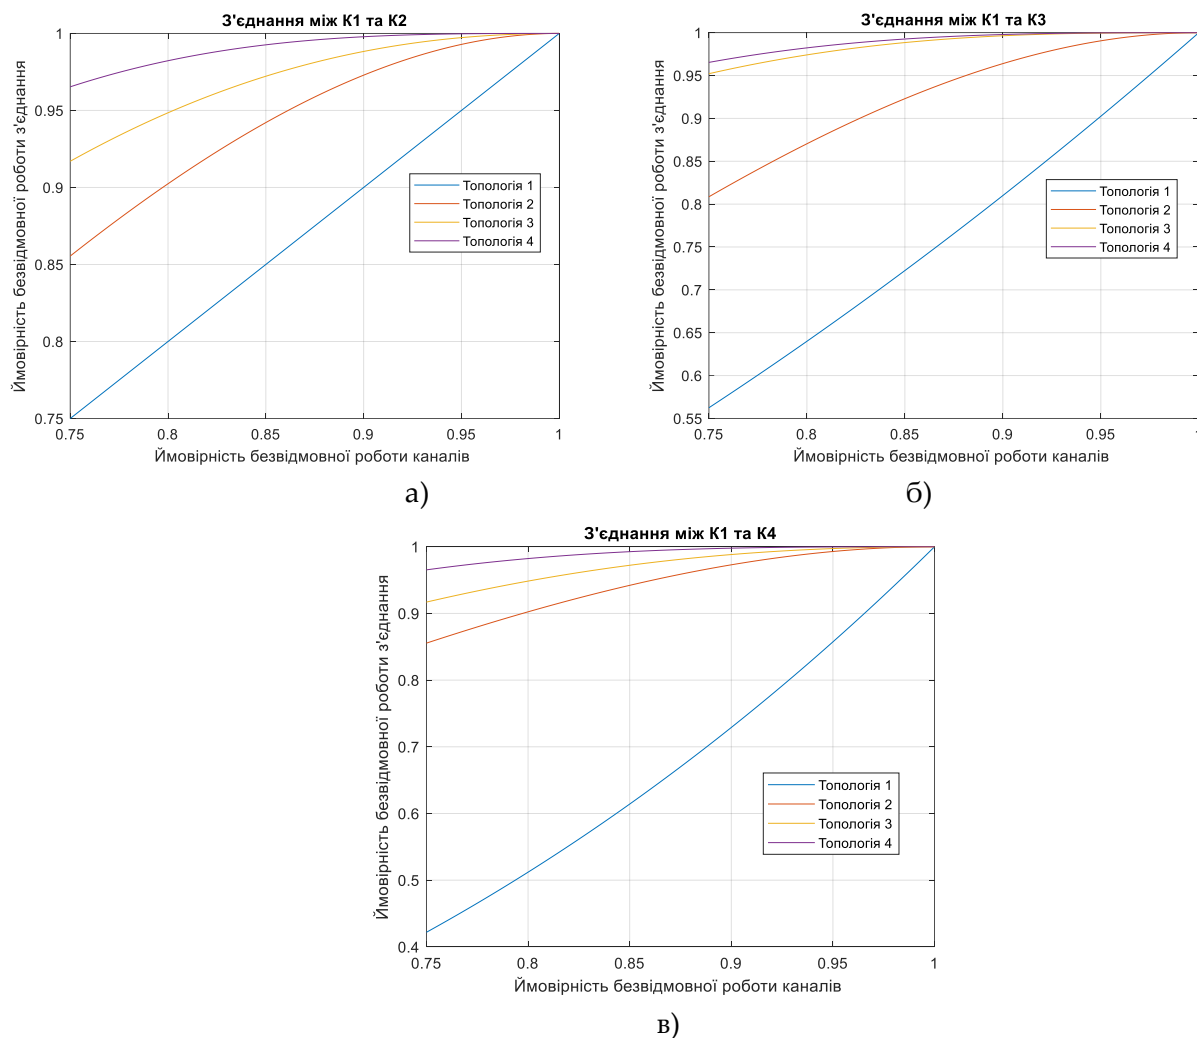 З'єднання між К1 та К2
1
0.95
0.9
0.85
0.8
0.75
Ймовірність безвідмовної роботи з'єднання
Топологія 1
Топологія 2
Топологія 3
Топологія 4
0.75 0.8 0.85 0.9 0.95 1
Ймовірність безвідмовної роботи каналів
а)
З'єднання між К1 та К3
1
0.95
0.9
0.85
0.8
0.75
0.7
0.65
0.6
0.55
Ймовірність безвідмовної роботи з'єднання
Топологія 1
Топологія 2
Топологія 3
Топологія 4
0.75 0.8 0.85 0.9 0.95 1
Ймовірність безвідмовної роботи каналів
б)
З'єднання між К1 та К4
1
0.9
0.8
0.7
0.6
0.5
0.4
Ймовірність безвідмовної роботи з'єднання
Топологія 1
Топологія 2
Топологія 3
Топологія 4
0.75 0.8 0.85 0.9 0.95 1
Ймовірність безвідмовної роботи каналів
в)